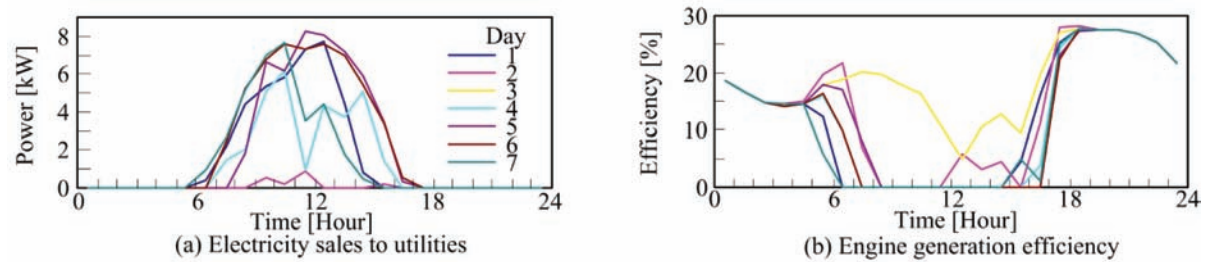 Power [kW]
8
6
4
2
0
Day
1
2
3
4
5
6
7
0 6 12 18 24
Time [Hour]
(a) Electricity sales to utilities
Efficiency [%]
30
20
10
0
0 6 12 18 24
Time [Hour]
(b) Engine generation efficiency